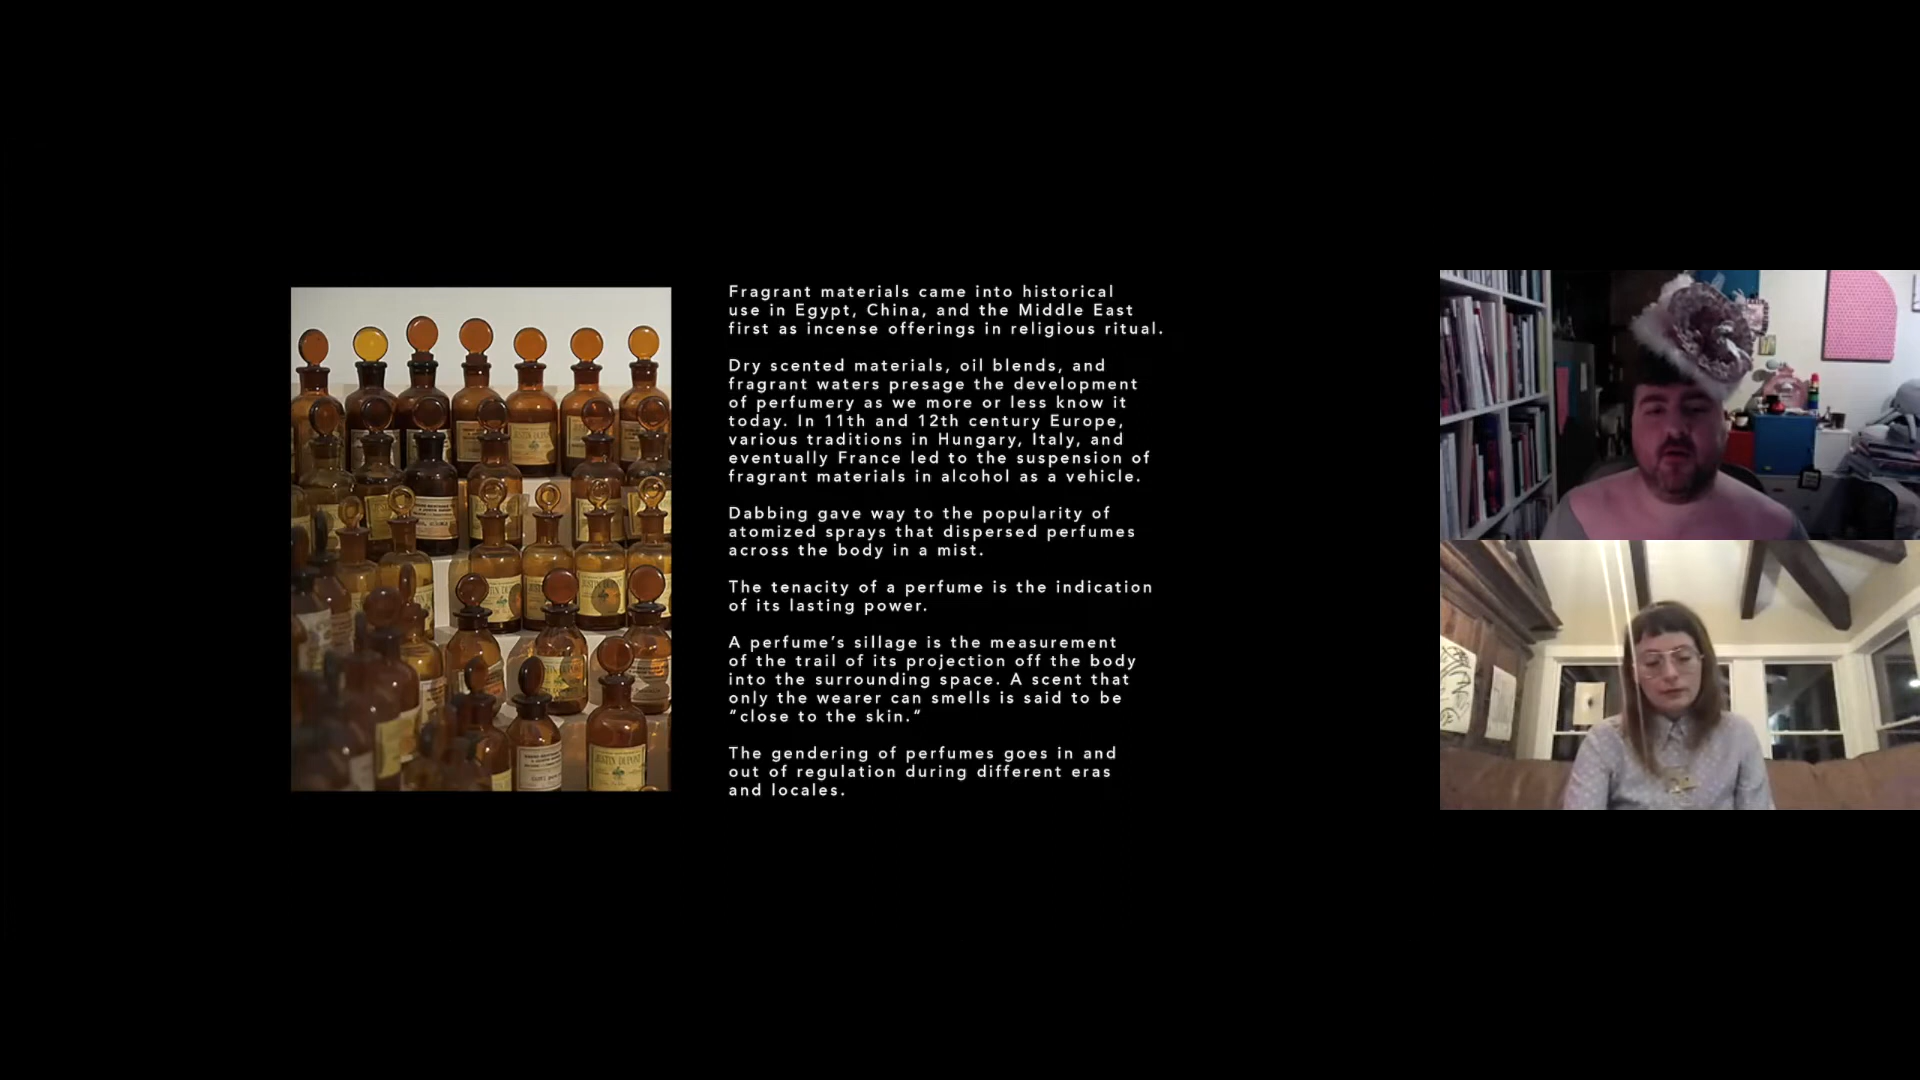 Fragrant materials came into historical
use in Egypt, China, and the Middle East
first as incense offerings in religious ritual.
Dry scented materials, oil blends, and
fragrant waters presage the development
of perfumery as we more or less know it
today. In 11th and 12th century Europe,
various traditions in Hungary, Italy, and
eventually France led to the suspension of
fragrant materials in alcohol as a vehicle.
Dabbing gave way to the popularity of
atomized sprays that dispersed perfumes
across the body in a mist.
The tenacity of a perfume is the indication
of its lasting power.
A perfume’s sillage is the measurement
of the trail of its projection off the body
into the surrounding space. A scent that
only the wearer can smells is said to be
“close to the skin.”
The gendering of perfumes goes in and
out of regulation during different eras
and locales.
JUSTIN DUPONT